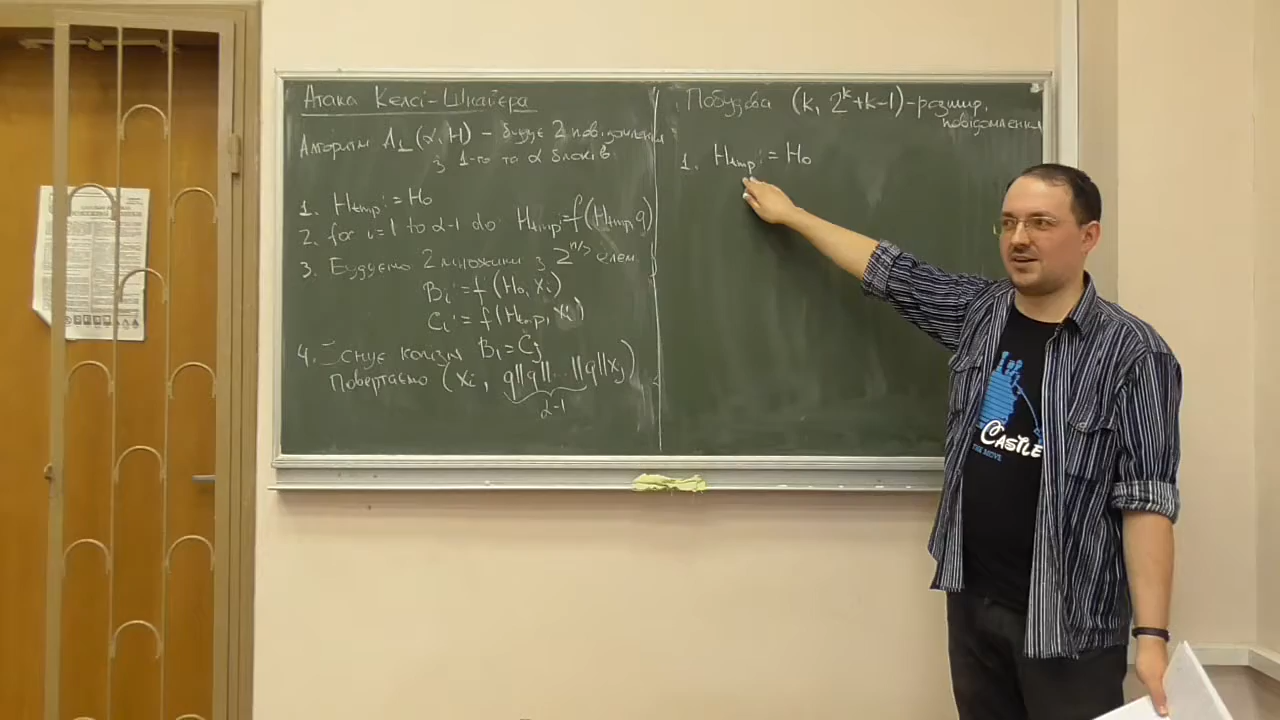 Атака Келсі-Шнайєра
Алгоритм A⊥(α, H) – будує 2 повідомлення
з 1-го та α блоків.
1. Htmp := H0
2. for i=1 to α-1 do: Htmp := f(Htmp, q)
3. Будуємо 2 множини з 2^(n/2) елем.
Bi := f(H0, xi)
Ci := f(Htmp, xi')
4. Існує колізія Bi = Cj
Повертаємо (xi, q||q||...||q||xj)
α-1
Побудова (k, 2^k+k-1)-розшир.
повідомлення
1. Htmp := H0
CASTLE
THE MOVIE